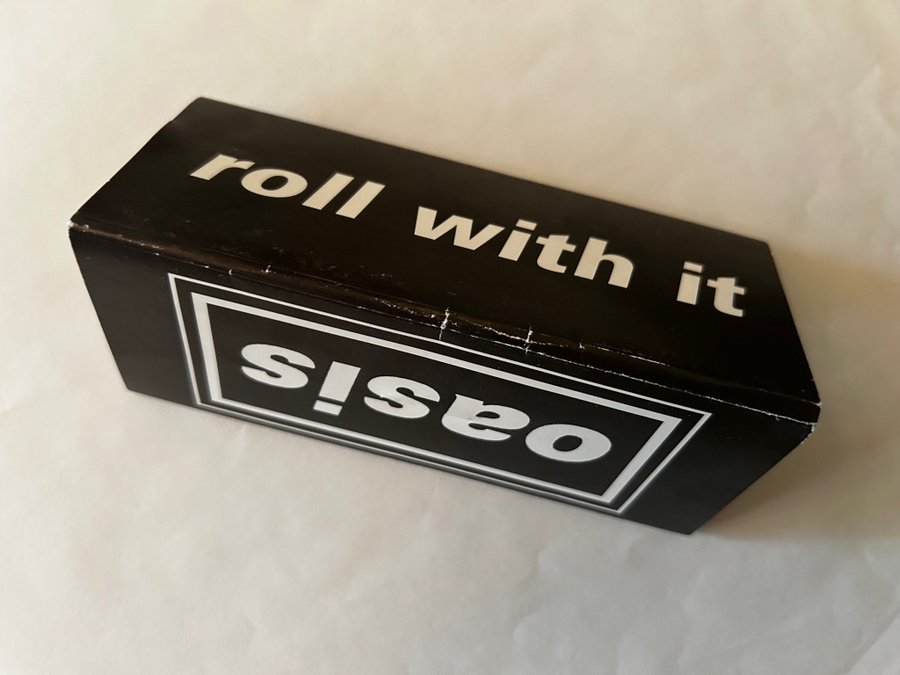 roll with it
oasis